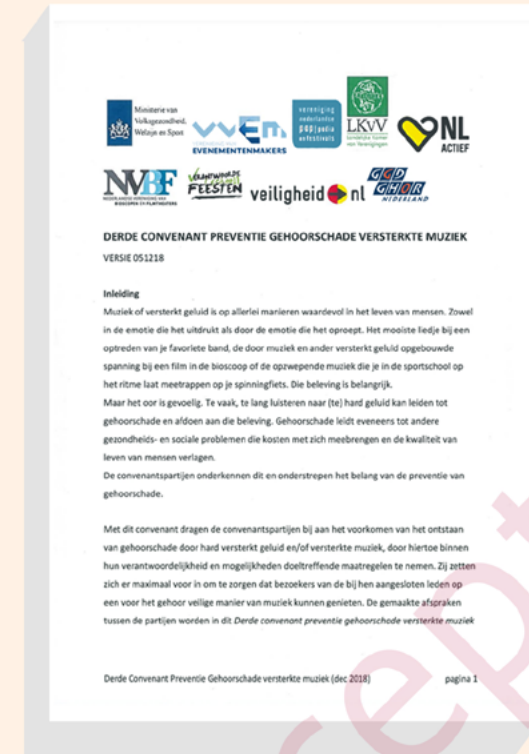 Ministerie van
Volksgezondheid,
Welzijn en Sport
vvem.
VERENIGING VAN
EVENEMENTENMAKERS
vereniging
nederlandse
pop|podia
en festivals
LKvV
Landelijke Kamer
van Verenigingen
NL
ACTIEF
NVBF
NEDERLANDSE VERENIGING VAN
BIOSCOPEN EN FILMTHEATERS
VERANTWOORDE
FEESTEN
veiligheid nl
GGD
GHOR
NEDERLAND
DERDE CONVENANT PREVENTIE GEHOORSCHADE VERSTERKTE MUZIEK
VERSIE 051218
Inleiding
Muziek of versterkt geluid is op allerlei manieren waardevol in het leven van mensen. Zowel
in de emotie die het uitdrukt als door de emotie die het oproept. Het mooiste liedje bij een
optreden van je favoriete band, de door muziek en ander versterkt geluid opgebouwde
spanning bij een film in de bioscoop of de opzwepende muziek die je in de sportschool op
het ritme laat meetrappen op je spinningfiets. Die beleving is belangrijk.
Maar het oor is gevoelig. Te vaak, te lang luisteren naar (te) hard geluid kan leiden tot
gehoorschade en afdoen aan die beleving. Gehoorschade leidt eveneens tot andere
gezondheids- en sociale problemen die kosten met zich meebrengen en de kwaliteit van
leven van mensen verlagen.
De convenantspartijen onderkennen dit en onderstrepen het belang van de preventie van
gehoorschade.
Met dit convenant dragen de convenantspartijen bij aan het voorkomen van het ontstaan
van gehoorschade door hard versterkt geluid en/of versterkte muziek, door hiertoe binnen
hun verantwoordelijkheid en mogelijkheden doeltreffende maatregelen te nemen. Zij zetten
zich er maximaal voor in om te zorgen dat bezoekers van de bij hen aangesloten leden op
een voor het gehoor veilige manier van muziek kunnen genieten. De gemaakte afspraken
tussen de partijen worden in dit Derde convenant preventie gehoorschade versterkte muziek
Derde Convenant Preventie Gehoorschade versterkte muziek (dec 2018) pagina 1
sept